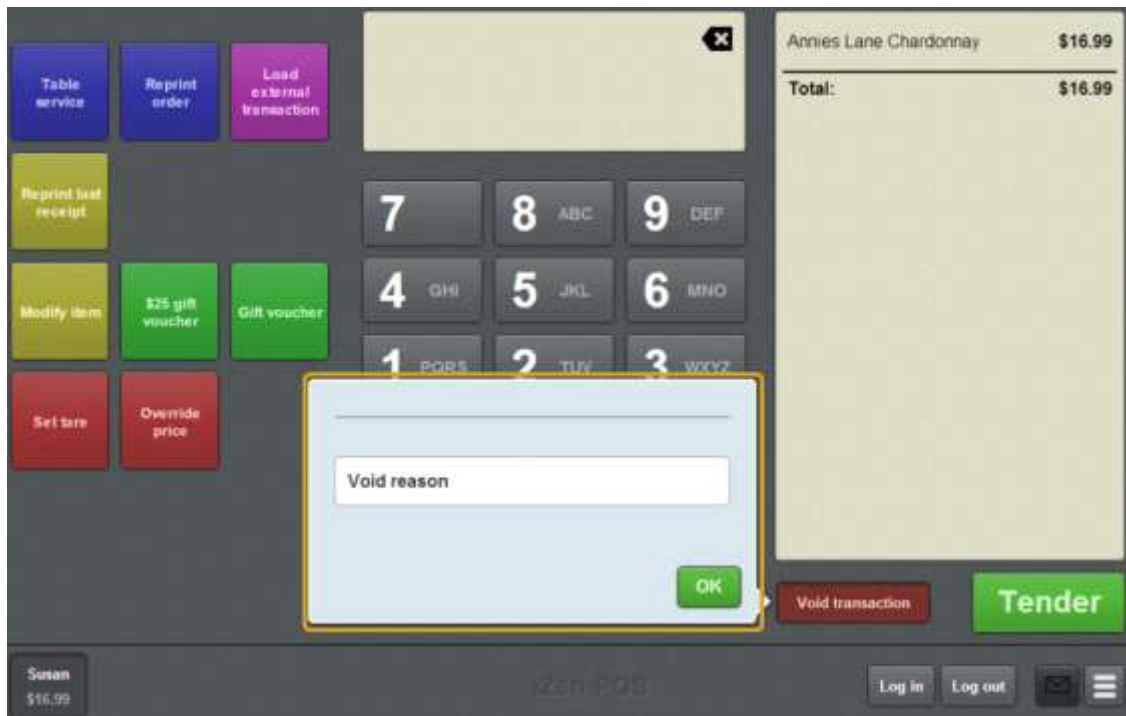 Table
service
Reprint
order
Load
external
transaction
Reprint last
receipt
Modify item
$25 gift
voucher
Gift voucher
Set tare
Override
price
7
8 ABC
9 DEF
4 GHI
5 JKL
6 MNO
1 PQRS
2 TUV
3 WXYZ
Void reason
OK
Annies Lane Chardonnay $16.99
Total: $16.99
Void transaction
Tender
Susan
$16.99
POS
Log in
Log out